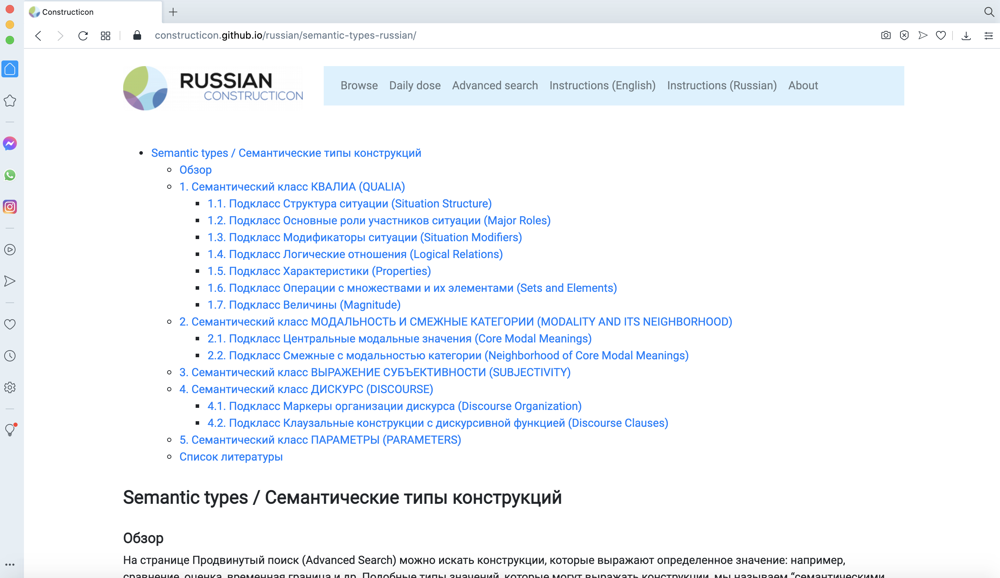 Constructicon
constructicon.github.io/russian/semantic-types-russian/
RUSSIAN
CONSTRUCTICON
Browse Daily dose Advanced search Instructions (English) Instructions (Russian) About
Semantic types / Семантические типы конструкций
Обзор
1. Семантический класс КВАЛИА (QUALIA)
1.1. Подкласс Структура ситуации (Situation Structure)
1.2. Подкласс Основные роли участников ситуации (Major Roles)
1.3. Подкласс Модификаторы ситуации (Situation Modifiers)
1.4. Подкласс Логические отношения (Logical Relations)
1.5. Подкласс Характеристики (Properties)
1.6. Подкласс Операции с множествами и их элементами (Sets and Elements)
1.7. Подкласс Величины (Magnitude)
2. Семантический класс МОДАЛЬНОСТЬ И СМЕЖНЫЕ КАТЕГОРИИ (MODALITY AND ITS NEIGHBORHOOD)
2.1. Подкласс Центральные модальные значения (Core Modal Meanings)
2.2. Подкласс Смежные с модальностью категории (Neighborhood of Core Modal Meanings)
3. Семантический класс ВЫРАЖЕНИЕ СУБЪЕКТИВНОСТИ (SUBJECTIVITY)
4. Семантический класс ДИСКУРС (DISCOURSE)
4.1. Подкласс Маркеры организации дискурса (Discourse Organization)
4.2. Подкласс Клаузальные конструкции с дискурсивной функцией (Discourse Clauses)
5. Семантический класс ПАРАМЕТРЫ (PARAMETERS)
Список литературы
Semantic types / Семантические типы конструкций
Обзор
На странице Продвинутый поиск (Advanced Search) можно искать конструкции, которые выражают определенное значение: например,
сравнение, оценка, временная граница и др. Подобные типы значений, которые могут выражать конструкции, мы называем “семантическими